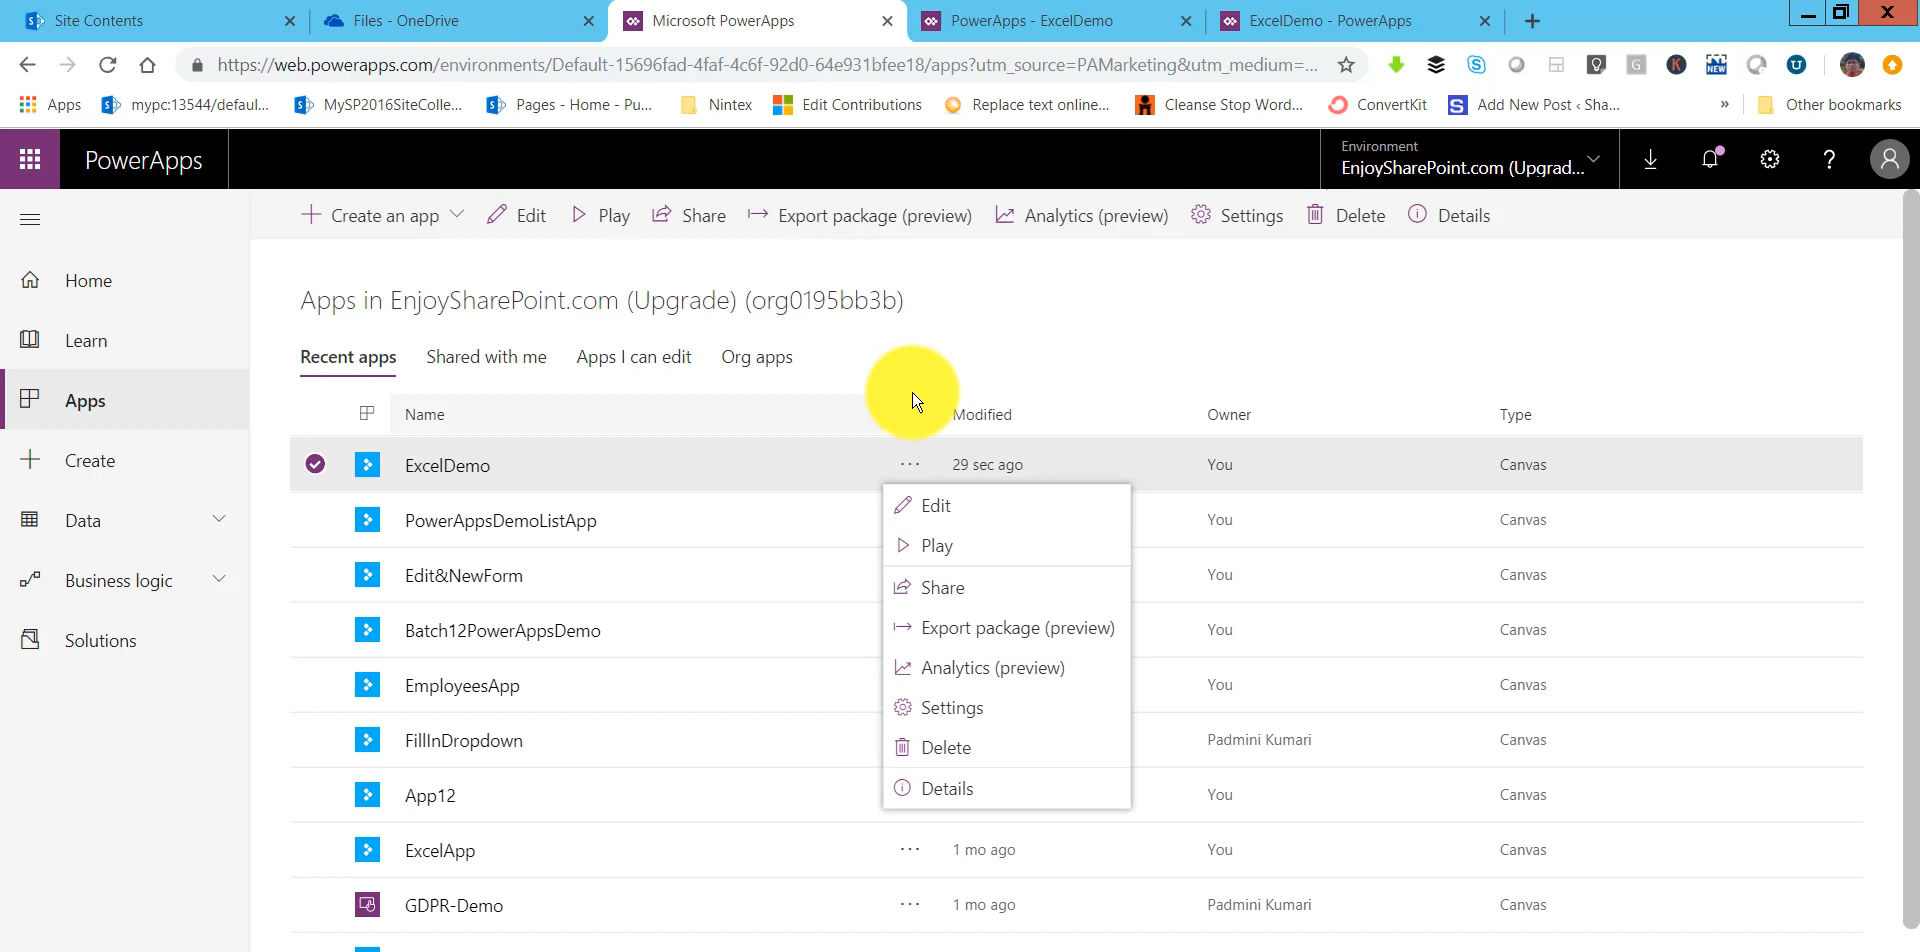 Site Contents
Files - OneDrive
Microsoft PowerApps
PowerApps - ExcelDemo
ExcelDemo - PowerApps
https://web.powerapps.com/environments/Default-15696fad-4faf-4c6f-92d0-64e931bfee18/apps?utm_source=PAMarketing&utm_medium=...
G
K
NEW
U
Apps
mypc:13544/defaul...
MySP2016SiteColle...
Pages - Home - Pu...
Nintex
Edit Contributions
Replace text online...
Cleanse Stop Word...
ConvertKit
S
Add New Post ‹ Sha...
»
Other bookmarks
PowerApps
Environment
EnjoySharePoint.com (Upgrad...
?
Create an app
Edit
Play
Share
Export package (preview)
Analytics (preview)
Settings
Delete
Details
Home
Learn
Apps
Create
Data
Business logic
Solutions
Apps in EnjoySharePoint.com (Upgrade) (org0195bb3b)
Recent apps
Shared with me
Apps I can edit
Org apps
Name
Modified
Owner
Type
ExcelDemo
...
29 sec ago
You
Canvas
PowerAppsDemoListApp
You
Canvas
Edit&NewForm
You
Canvas
Batch12PowerAppsDemo
You
Canvas
EmployeesApp
You
Canvas
FillInDropdown
Padmini Kumari
Canvas
App12
You
Canvas
ExcelApp
...
1 mo ago
You
Canvas
GDPR-Demo
...
1 mo ago
Padmini Kumari
Canvas
Edit
Play
Share
Export package (preview)
Analytics (preview)
Settings
Delete
Details